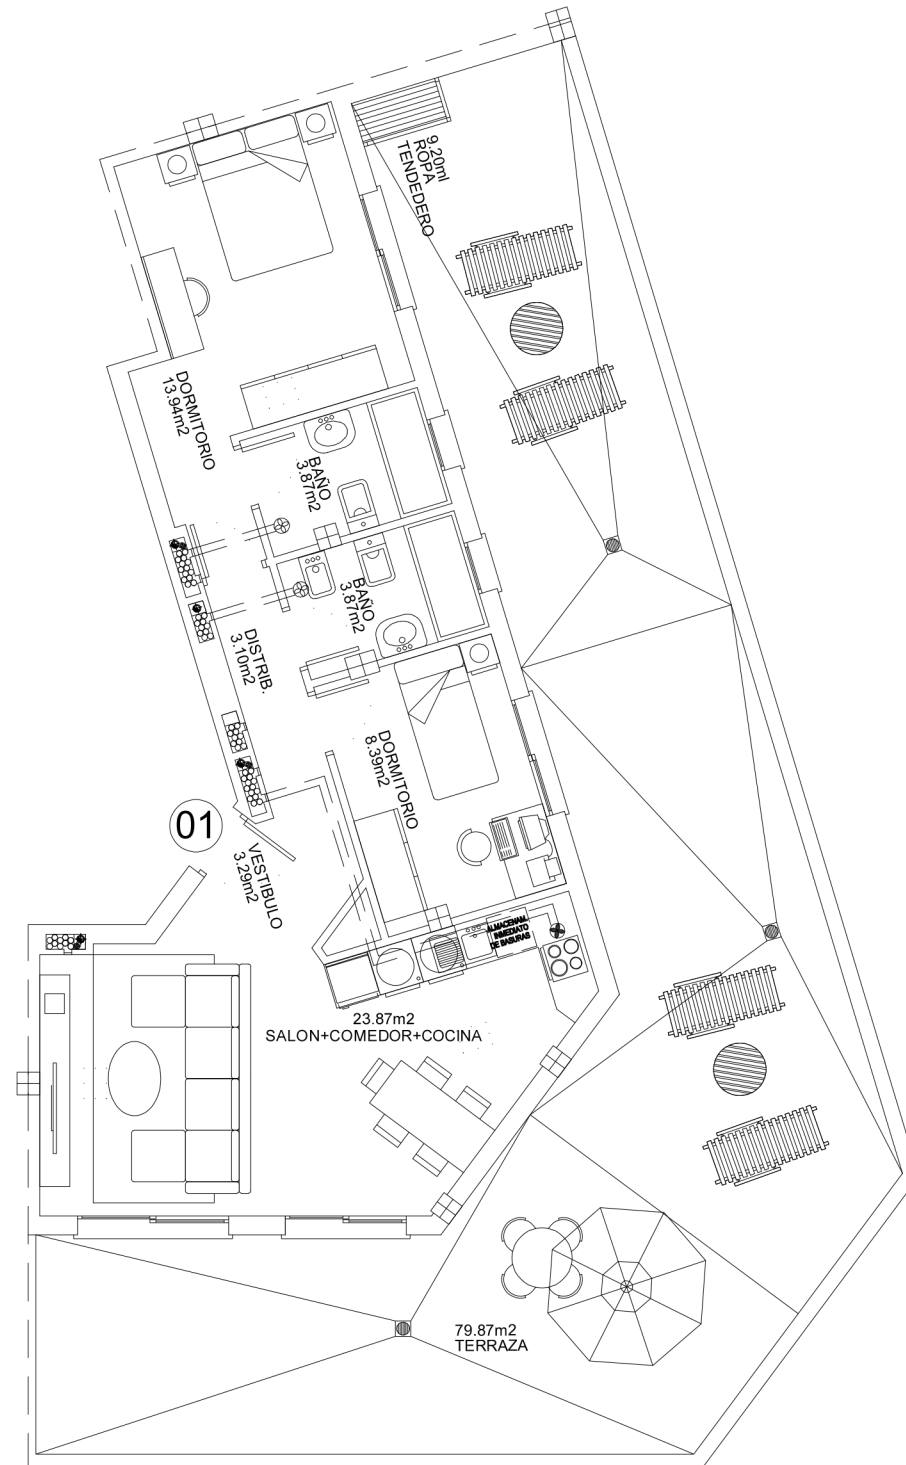 9.20ml
ROPA
TENDEDERO
DORMITORIO
13.94m2
BAÑO
3.87m2
BAÑO
3.87m2
DISTRIB.
3.10m2
DORMITORIO
8.39m2
01
VESTIBULO
3.29m2
ALMACENAM.
INMEDIATO
DE BASURAS
23.87m2
SALON+COMEDOR+COCINA
79.87m2
TERRAZA